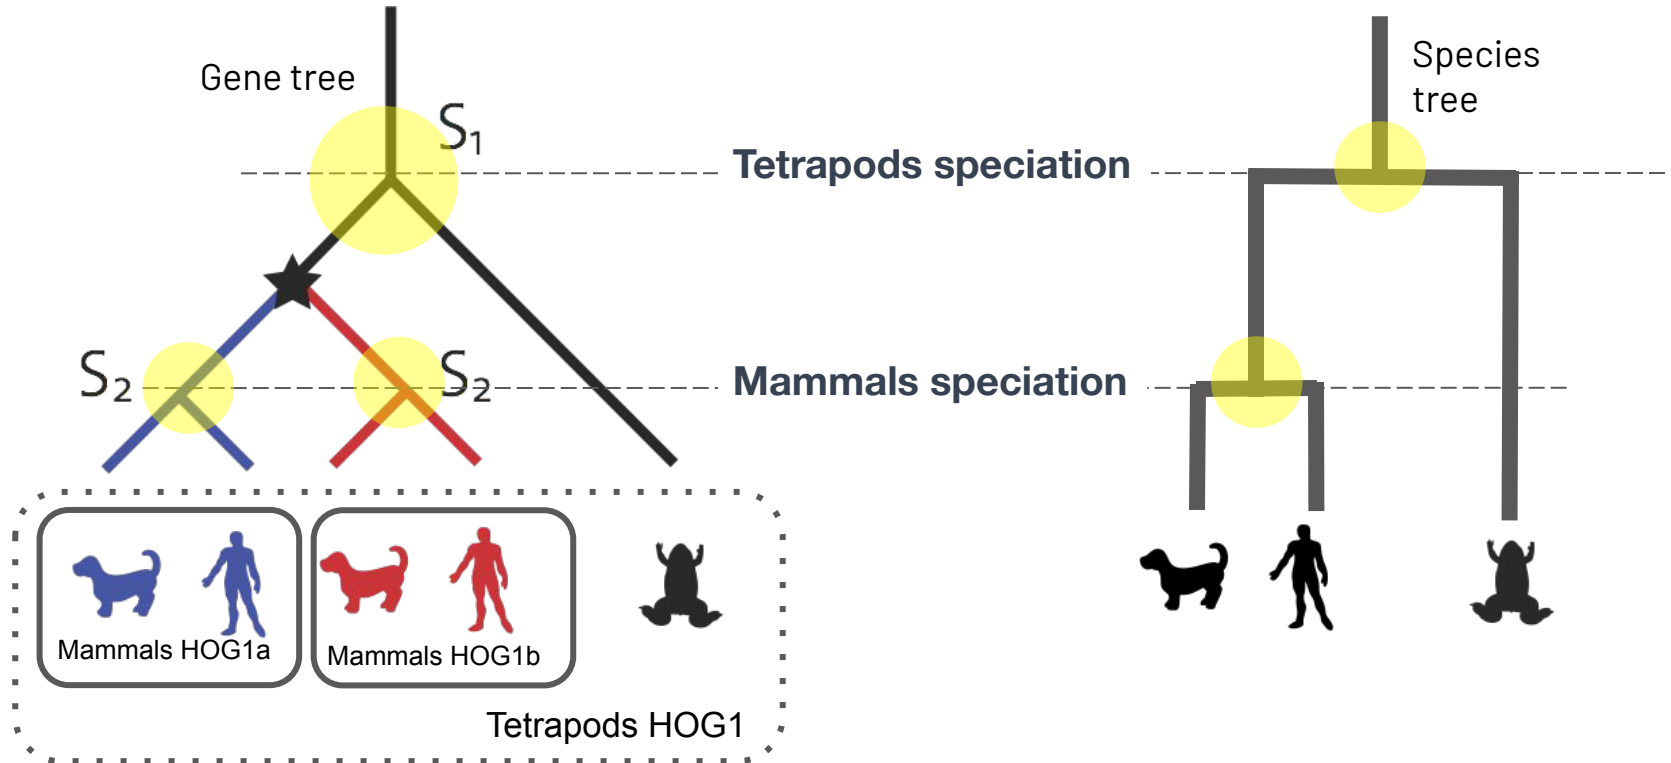 Gene tree
S1
Species
tree
Tetrapods speciation
S2
S2
Mammals speciation
Mammals HOG1a
Mammals HOG1b
Tetrapods HOG1